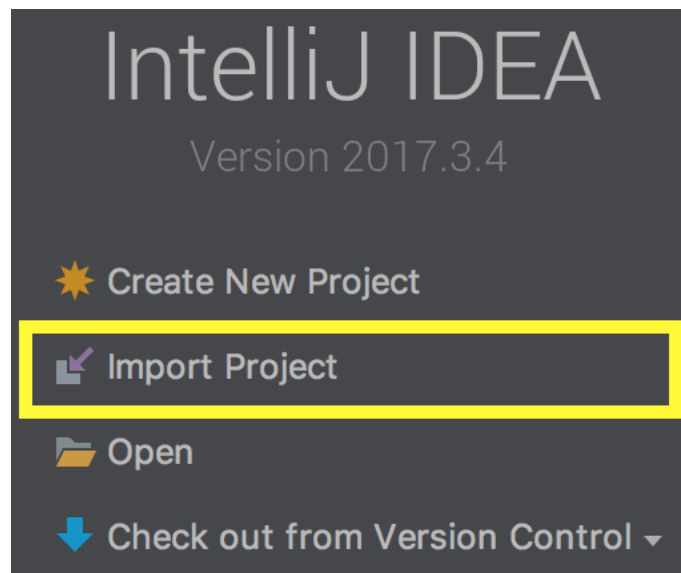 IntelliJ IDEA
Version 2017.3.4
Create New Project
Import Project
Open
Check out from Version Control